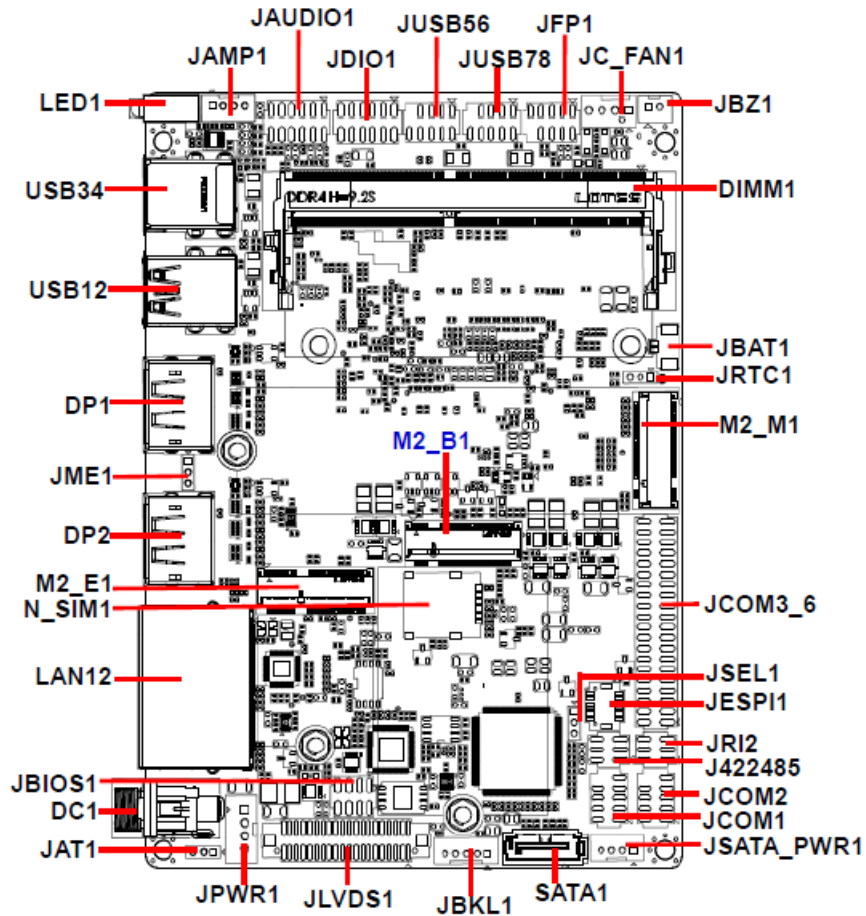 JAUDIO1
JUSB56
JFP1
JAMP1
JDIO1
JUSB78
JC_FAN1
LED1
JBZ1
USB34
DIMM1
DDR4 H=9.2S
LOTES
USB12
JBAT1
JRTC1
DP1
M2_M1
M2_B1
JME1
DP2
M2_E1
N_SIM1
JCOM3_6
LAN12
JSEL1
JESPI1
JRI2
J422485
JBIOS1
JCOM2
DC1
JCOM1
JAT1
JSATA_PWR1
JPWR1
JLVDS1
JBKL1
SATA1